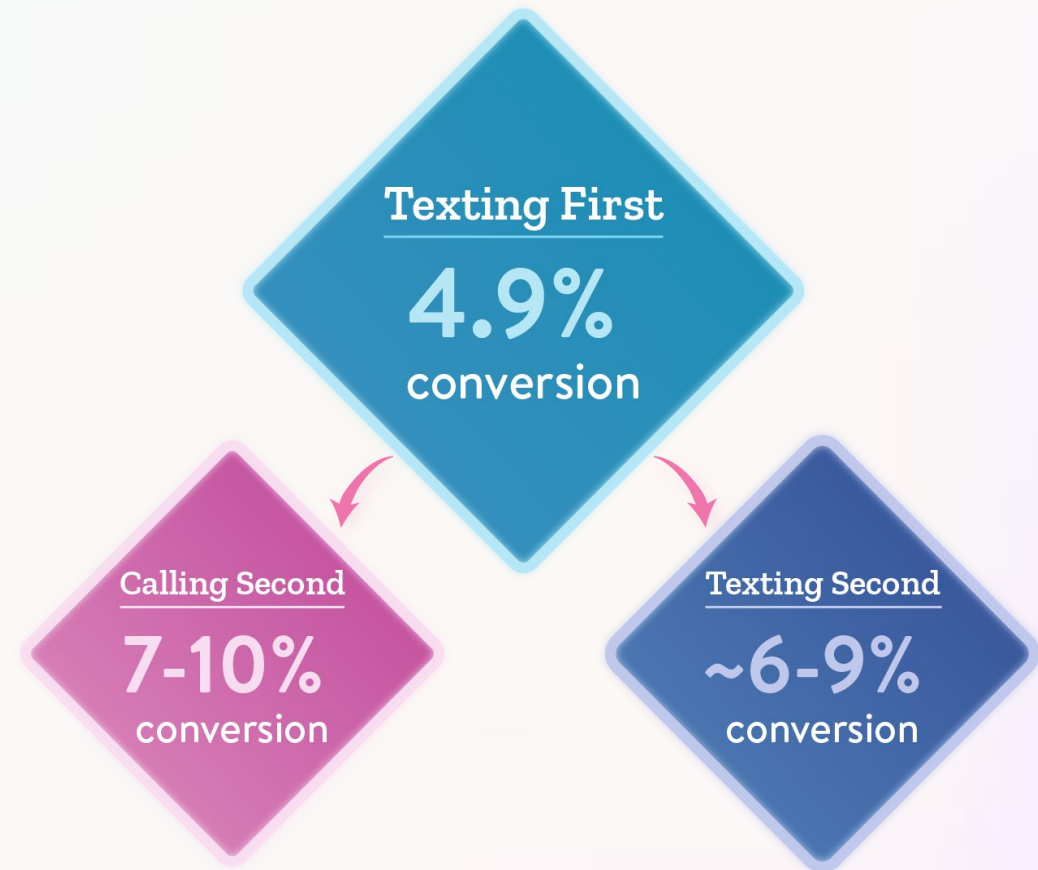 Texting First
4.9%
conversion
Calling Second
7-10%
conversion
Texting Second
~6-9%
conversion